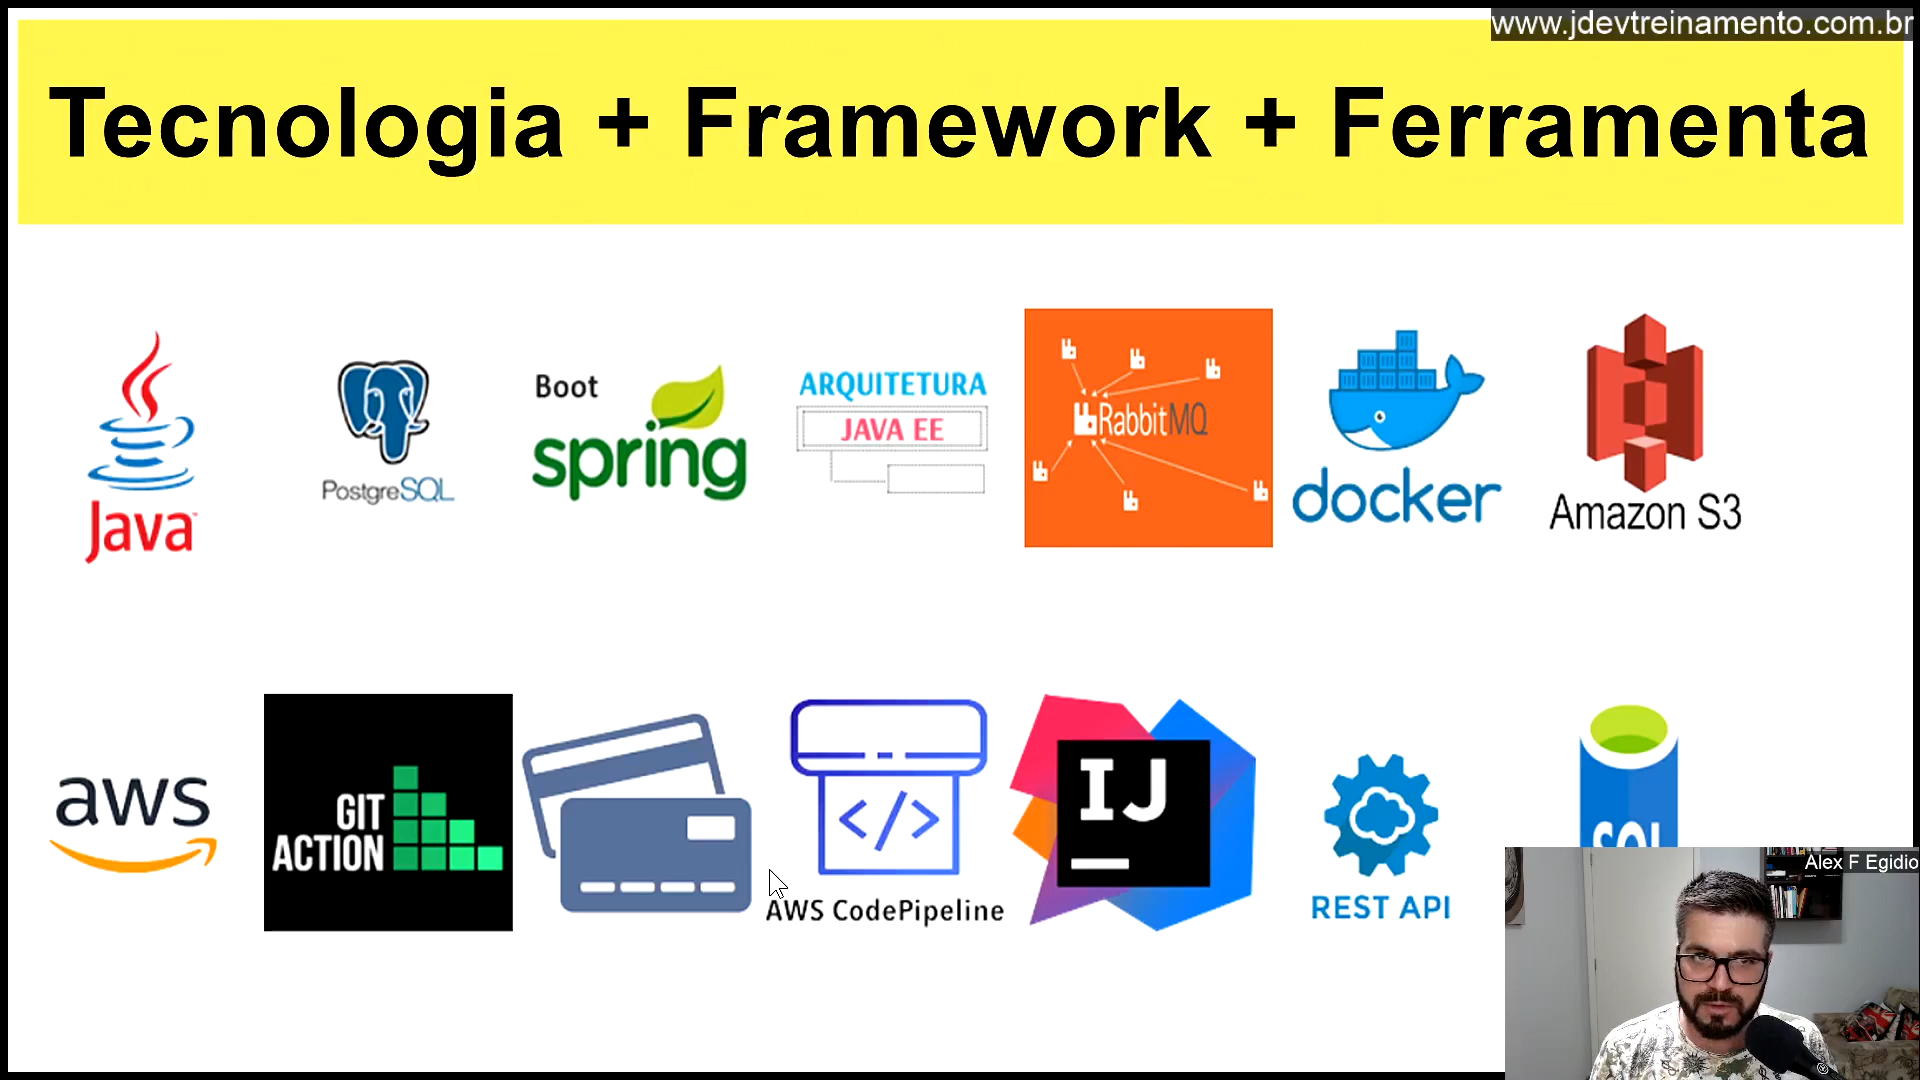 www.jdevtreinamento.com.br
Tecnologia + Framework + Ferramenta
Java
PostgreSQL
Boot
spring
ARQUITETURA
JAVA EE
RabbitMQ
docker
Amazon S3
aws
GIT
ACTION
</>
AWS CodePipeline
IJ
REST API
SQL
Alex F Egidio